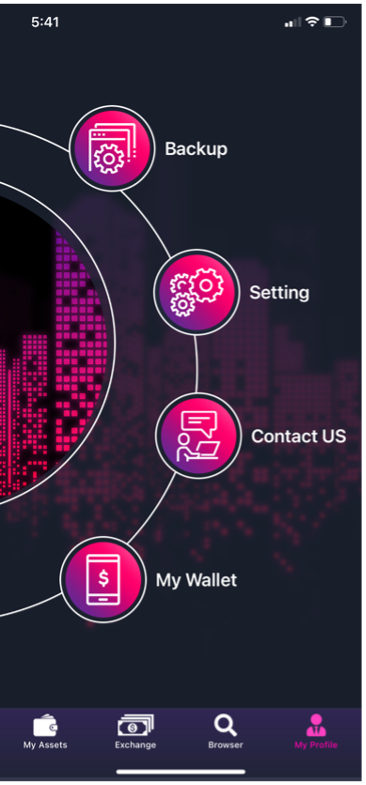 5:41
Backup
Setting
Contact US
$
My Wallet
My Assets
Exchange
Browser
My Profile